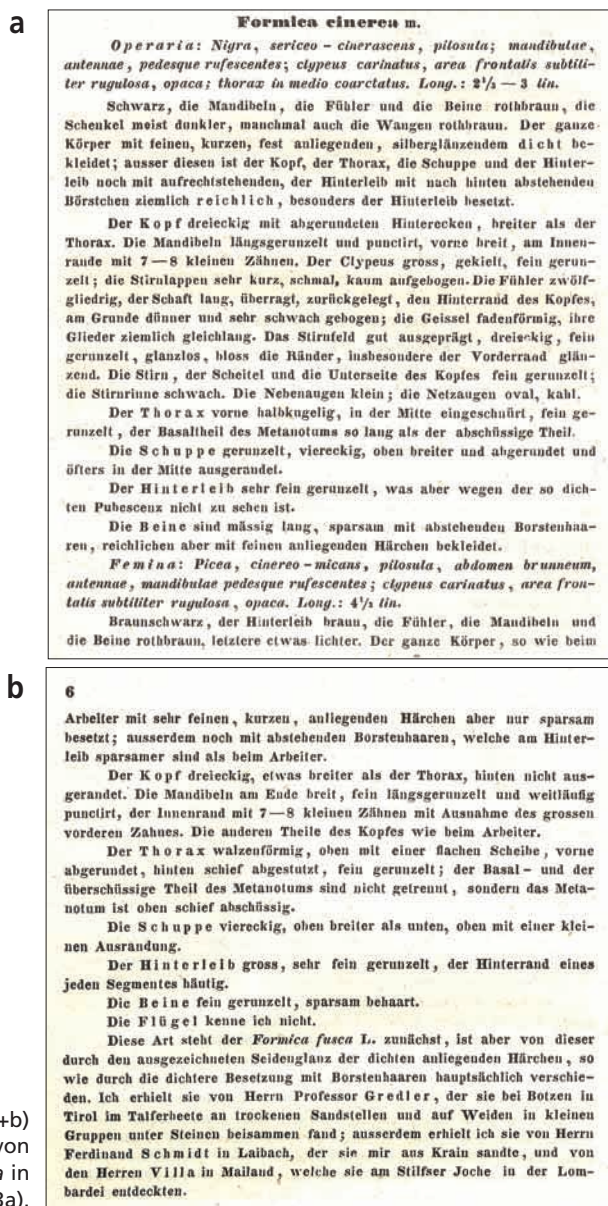 a
Formica cinerea m.
Operaria: Nigra, sericeo-cinerascens, pilosula; mandibulae,
antennae, pedesque rufescentes; clypeus carinatus, area frontalis subtili-
ter rugulosa, opaca; thorax in medio coarctatus. Long.: 2½ — 3 lin.
Schwarz, die Mandibeln, die Fühler und die Beine rothbraun, die
Schenkel meist dunkler, manchmal auch die Wangen rothbraun. Der ganze
Körper mit feinen, kurzen, fest anliegenden, silberglänzendem dicht be-
kleidet; ausser diesen ist der Kopf, der Thorax, die Schuppe und der Hinter-
leib noch mit aufrechtstehenden, der Hinterleib mit nach hinten abstehenden
Börstchen ziemlich reichlich, besonders der Hinterleib besetzt.
Der Kopf dreieckig mit abgerundeten Hinterecken, breiter als der
Thorax. Die Mandibeln längsgerunzelt und punctirt, vorne breit, am Innen-
rande mit 7—8 kleinen Zähnen. Der Clypeus gross, gekielt, fein gerun-
zelt; die Stirnlappen sehr kurz, schmal, kaum aufgebogen. Die Fühler zwölf-
gliedrig, der Schaft lang, überragt, zurückgelegt, den Hinterrand des Kopfes,
am Grunde dünner und sehr schwach gebogen; die Geissel fadenförmig, ihre
Glieder ziemlich gleichlang. Das Stirnfeld gut ausgeprägt, dreieckig, fein
gerunzelt, glanzlos, bloss die Ränder, insbesondere der Vorderrand glän-
zend. Die Stirn, der Scheitel und die Unterseite des Kopfes fein gerunzelt;
die Stirnrinne schwach. Die Nebenaugen klein; die Netzaugen oval, kahl.
Der Thorax vorne halbkugelig, in der Mitte eingeschnürt, fein ge-
runzelt, der Basaltheil des Metanotums so lang als der abschüssige Theil.
Die Schuppe gerunzelt, viereckig, oben breiter und abgerundet und
öfters in der Mitte ausgerandet.
Der Hinterleib sehr fein gerunzelt, was aber wegen der so dich-
ten Pubescenz nicht zu sehen ist.
Die Beine sind mässig lang, sparsam mit abstehenden Borstenhaa-
ren, reichlichen aber mit feinen anliegenden Härchen bekleidet.
Femina: Picea, cinereo-micans, pilosula, abdomen brunneum,
antennae, mandibulae pedesque rufescentes; clypeus carinatus, area fron-
talis subtiliter rugulosa, opaca. Long.: 4½ lin.
Braunschwarz, der Hinterleib braun, die Fühler, die Mandibeln und
die Beine rothbraun, letztere etwas lichter. Der ganze Körper, so wie beim
b
6
Arbeiter mit sehr feinen, kurzen, anliegenden Härchen aber nur sparsam
besetzt; ausserdem noch mit abstehenden Borstenhaaren, welche am Hinter-
leib sparsamer sind als beim Arbeiter.
Der Kopf dreieckig, etwas breiter als der Thorax, hinten nicht aus-
gerandet. Die Mandibeln am Ende breit, fein längsgerunzelt und weitläufig
punctirt, der Innenrand mit 7—8 kleinen Zähnen mit Ausnahme des grossen
vorderen Zahnes. Die anderen Theile des Kopfes wie beim Arbeiter.
Der Thorax walzenförmig, oben mit einer flachen Scheibe, vorne
abgerundet, hinten schief abgestutzt, fein gerunzelt; der Basal- und der
überschüssige Theil des Metanotums sind nicht getrennt, sondern das Meta-
notum ist oben schief abschüssig.
Die Schuppe viereckig, oben breiter als unten, oben mit einer klei-
nen Ausrandung.
Der Hinterleib gross, sehr fein gerunzelt, der Hinterrand eines
jeden Segmentes häutig.
Die Beine fein gerunzelt, sparsam behaart.
Die Flügel kenne ich nicht.
Diese Art steht der Formica fusca L. zunächst, ist aber von dieser
durch den ausgezeichneten Seidenglanz der dichten anliegenden Härchen, so
wie durch die dichtere Besetzung mit Borstenhaaren hauptsächlich verschie-
den. Ich erhielt sie von Herrn Professor Gredler, der sie bei Botzen in
Tirol im Talferbeete an trockenen Sandstellen und auf Weiden in kleinen
Gruppen unter Steinen beisammen fand; ausserdem erhielt ich sie von Herrn
Ferdinand Schmidt in Laibach, der sie mir aus Krain sandte, und von
den Herren Villa in Mailand, welche sie am Stilfser Joche in der Lom-
bardei entdeckten.
+b)
von
a in
3a).